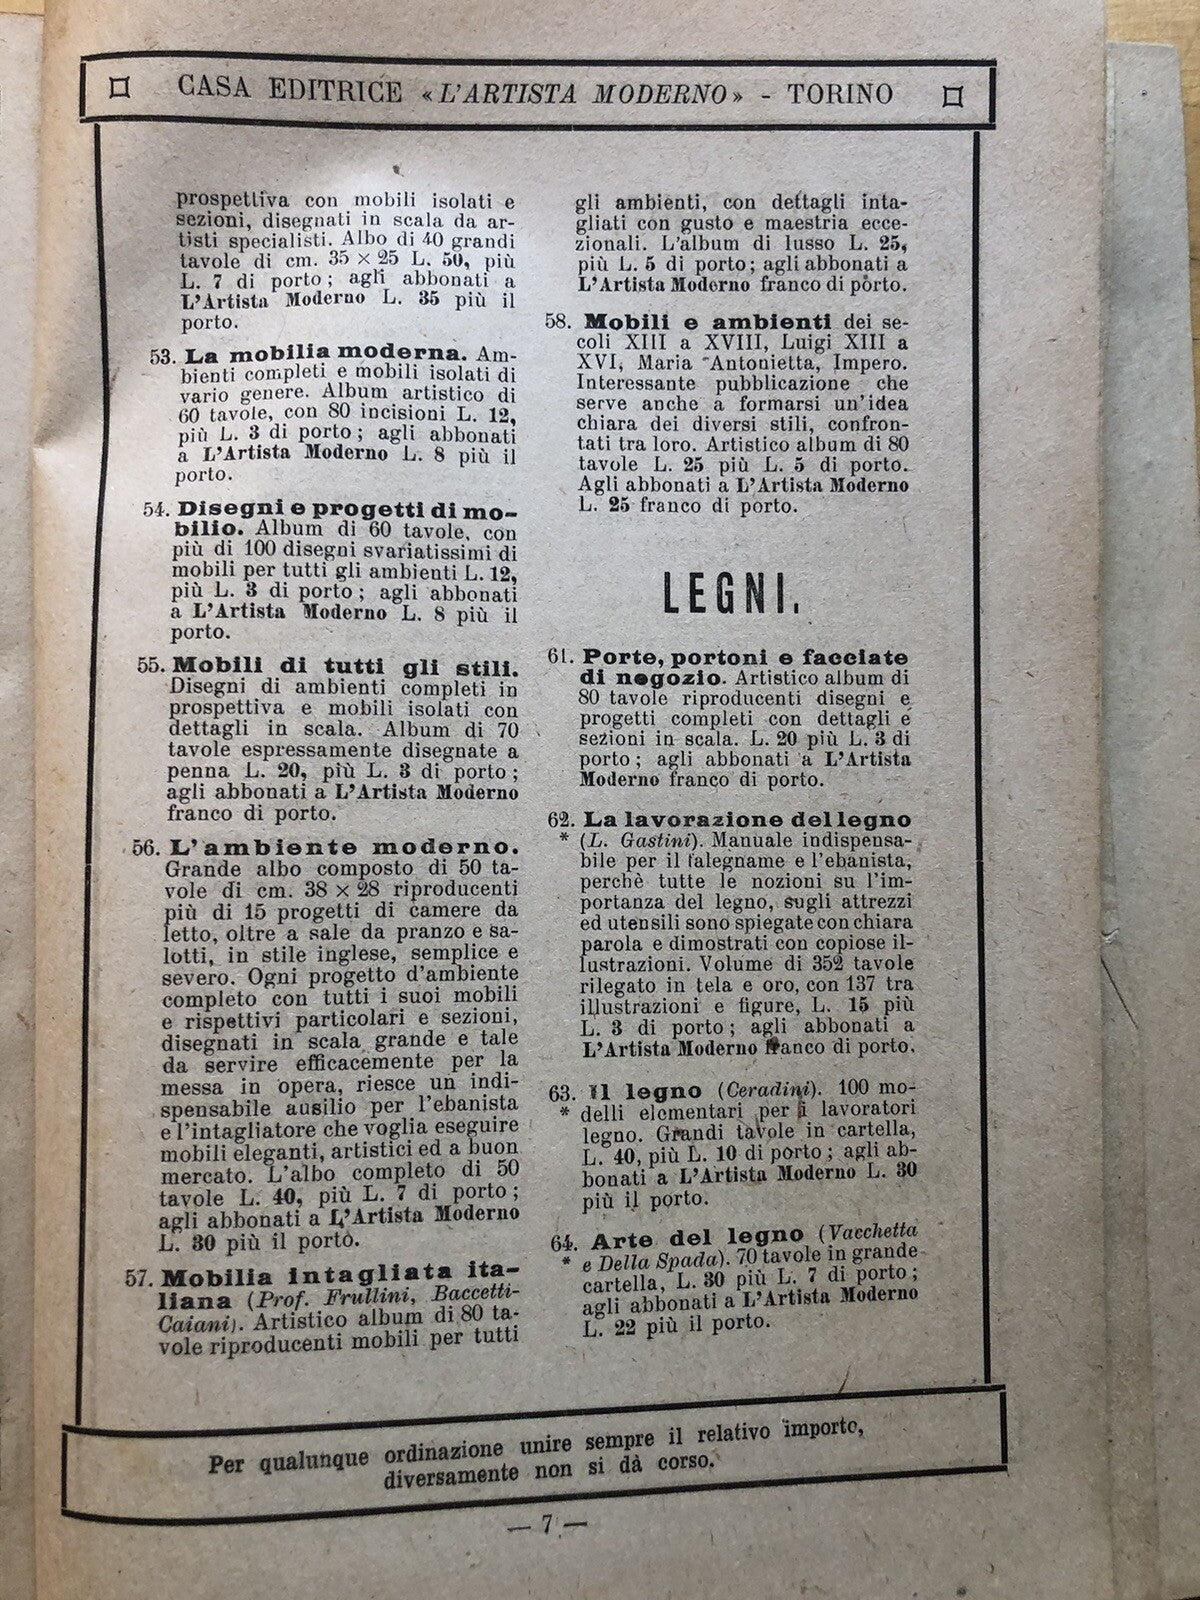 CASA EDITRICE «L'ARTISTA MODERNO» - TORINO
prospettiva con mobili isolati e
sezioni, disegnati in scala da ar-
tisti specialisti. Albo di 40 grandi
tavole di cm. 35 × 25 L. 50, più
L. 7 di porto; agli abbonati a
L'Artista Moderno L. 35 più il
porto.
53. La mobilia moderna. Am-
bienti completi e mobili isolati di
vario genere. Album artistico di
60 tavole, con 80 incisioni L. 12,
più L. 3 di porto; agli abbonati
a L'Artista Moderno L. 8 più il
porto.
54. Disegni e progetti di mo-
bilio. Album di 60 tavole, con
più di 100 disegni svariatissimi di
mobili per tutti gli ambienti L. 12,
più L. 3 di porto; agli abbonati
a L'Artista Moderno L. 8 più il
porto.
55. Mobili di tutti gli stili.
Disegni di ambienti completi in
prospettiva e mobili isolati con
dettagli in scala. Album di 70
tavole espressamente disegnate a
penna L. 20, più L. 3 di porto;
agli abbonati a L'Artista Moderno
franco di porto.
56. L'ambiente moderno.
Grande albo composto di 50 ta-
vole di cm. 38 × 28 riproducenti
più di 15 progetti di camere da
letto, oltre a sale da pranzo e sa-
lotti, in stile inglese, semplice e
severo. Ogni progetto d'ambiente
completo con tutti i suoi mobili
e rispettivi particolari e sezioni,
disegnati in scala grande e tale
da servire efficacemente per la
messa in opera, riesce un indi-
spensabile ausilio per l'ebanista
e l'intagliatore che voglia eseguire
mobili eleganti, artistici ed a buon
mercato. L'albo completo di 50
tavole L. 40, più L. 7 di porto;
agli abbonati a L'Artista Moderno
L. 30 più il porto.
57. Mobilia intagliata ita-
liana (Prof. Frullini, Baccetti-
Caiani). Artistico album di 80 ta-
vole riproducenti mobili per tutti
gli ambienti, con dettagli inta-
gliati con gusto e maestria ecce-
zionali. L'album di lusso L. 25,
più L. 5 di porto; agli abbonati a
L'Artista Moderno franco di porto.
58. Mobili e ambienti dei se-
coli XIII a XVIII, Luigi XIII a
XVI, Maria Antonietta, Impero.
Interessante pubblicazione che
serve anche a formarsi un'idea
chiara dei diversi stili, confron-
tati tra loro. Artistico album di 80
tavole L. 25 più L. 5 di porto.
Agli abbonati a L'Artista Moderno
L. 25 franco di porto.
LEGNI.
61. Porte, portoni e facciate
di negozio. Artistico album di
80 tavole riproducenti disegni e
progetti completi con dettagli e
sezioni in scala. L. 20 più L. 3 di
porto; agli abbonati a L'Artista
Moderno franco di porto.
62. La lavorazione del legno
* (L. Gastini). Manuale indispensa-
bile per il falegname e l'ebanista,
perchè tutte le nozioni su l'im-
portanza del legno, sugli attrezzi
ed utensili sono spiegate con chiara
parola e dimostrati con copiose il-
lustrazioni. Volume di 352 tavole
rilegato in tela e oro, con 137 tra
illustrazioni e figure, L. 15 più
L. 3 di porto; agli abbonati a
L'Artista Moderno franco di porto.
63. Il legno (Ceradini). 100 mo-
* delli elementari per i lavoratori
legno. Grandi tavole in cartella,
L. 40, più L. 10 di porto; agli ab-
bonati a L'Artista Moderno L. 30
più il porto.
64. Arte del legno (Vacchetta
* e Della Spada). 70 tavole in grande
cartella, L. 30 più L. 7 di porto;
agli abbonati a L'Artista Moderno
L. 22 più il porto.
Per qualunque ordinazione unire sempre il relativo importo,
diversamente non si dà corso.
— 7 —